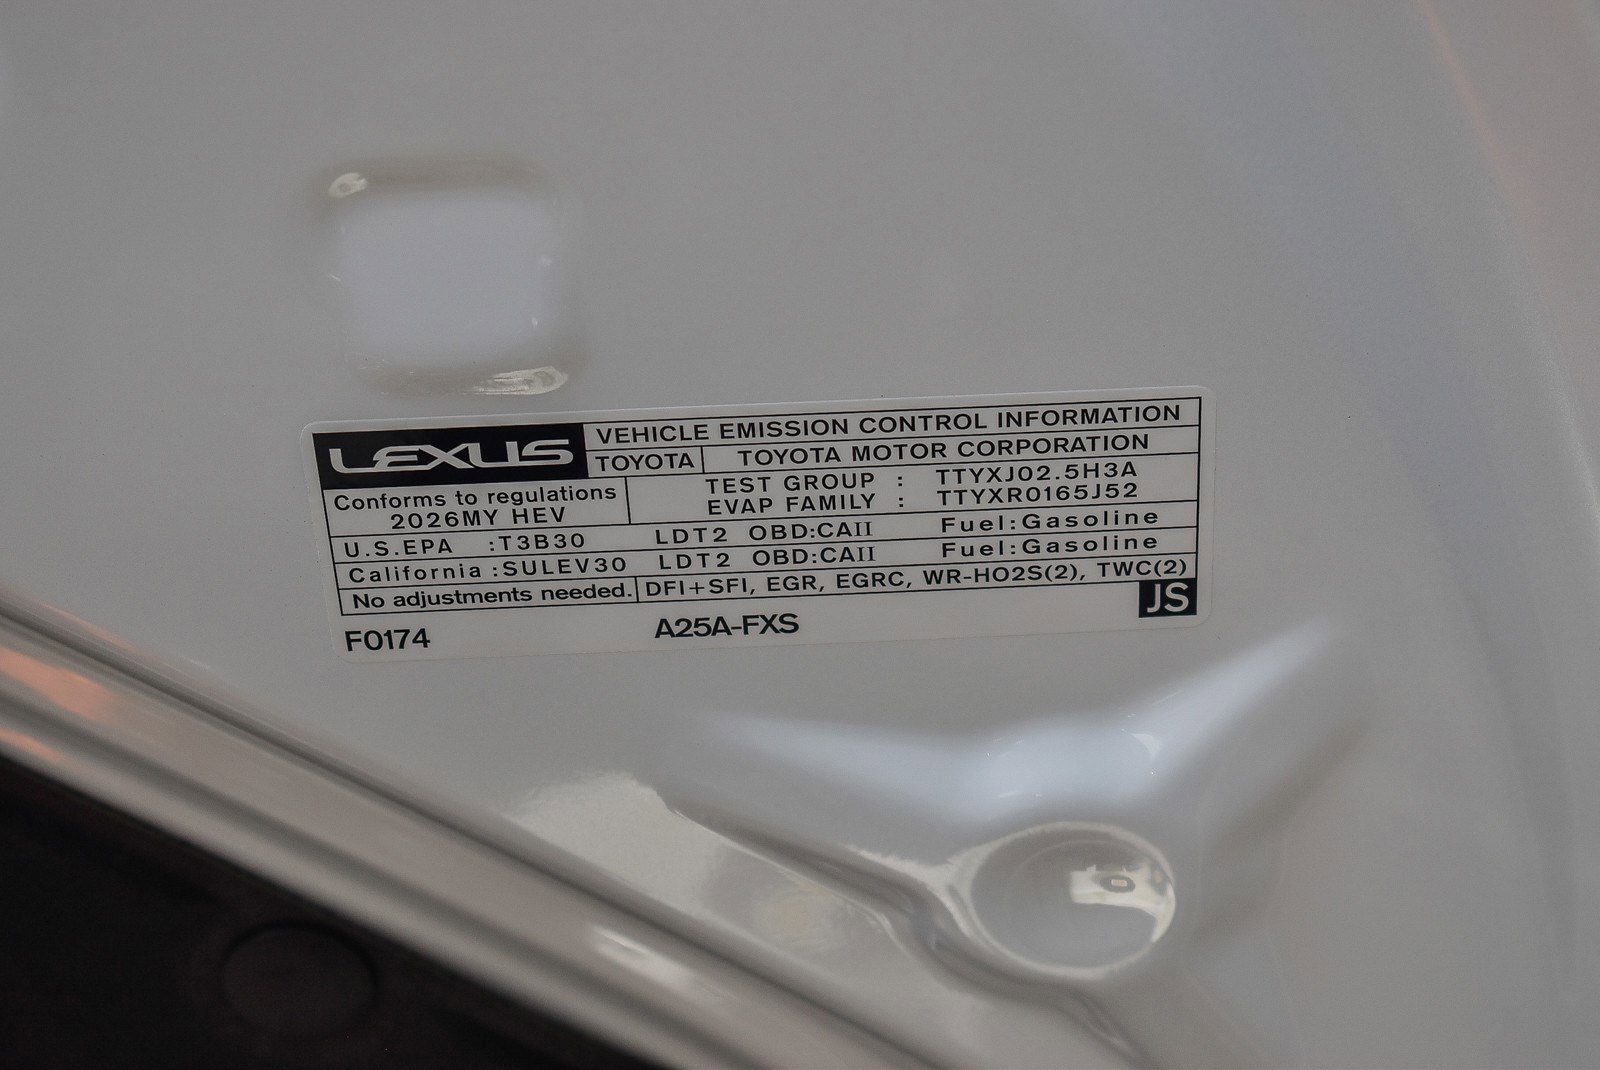 LEXUS VEHICLE EMISSION CONTROL INFORMATION
TOYOTA TOYOTA MOTOR CORPORATION
Conforms to regulations
2026MY HEV
TEST GROUP : TTYXJ02.5H3A
EVAP FAMILY : TTYXR0165J52
U.S.EPA :T3B30 LDT2 OBD:CAII Fuel:Gasoline
California :SULEV30 LDT2 OBD:CAII Fuel:Gasoline
No adjustments needed. DFI+SFI, EGR, EGRC, WR-HO2S(2), TWC(2)
JS
F0174 A25A-FXS